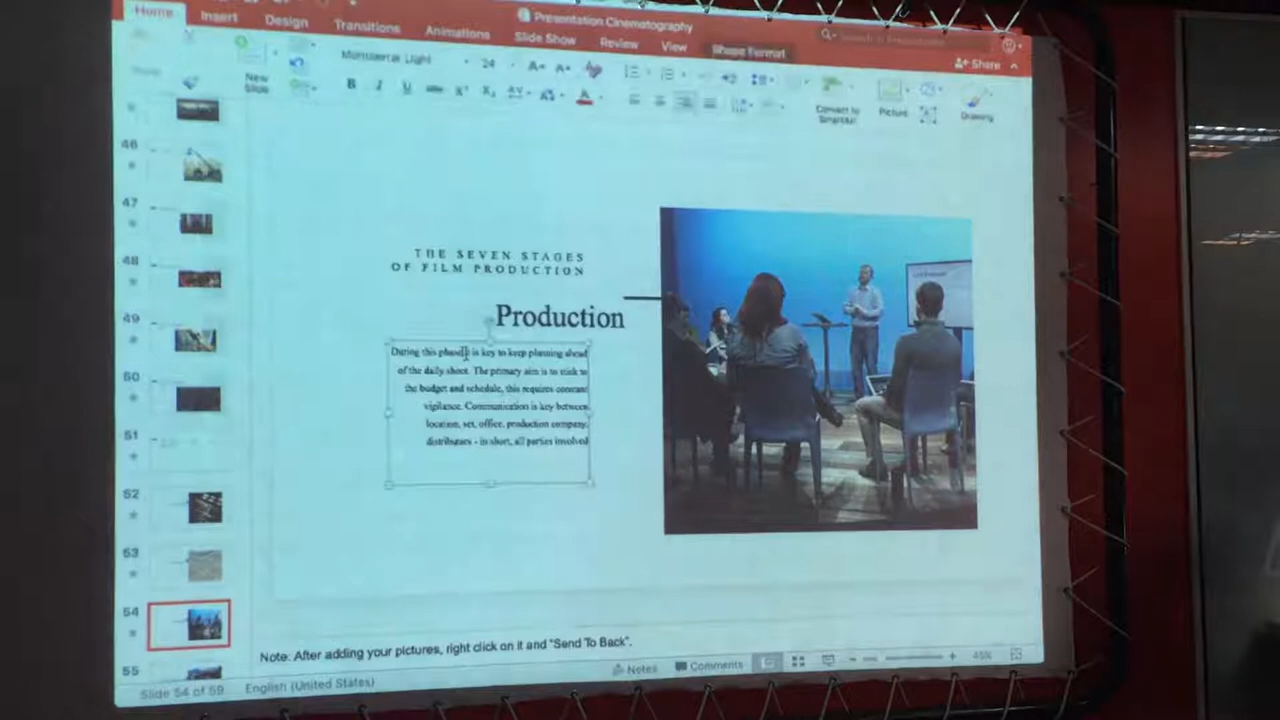 Presentation Cinematography
Home Insert Design Transitions Animations Slide Show Review View Shape Format
Search in Presentation
Share
Montserrat Light 24
New
Slide
Convert to
SmartArt
Picture
Drawing
46
47
48
49
50
51
52
53
54
55
THE SEVEN STAGES
OF FILM PRODUCTION
Production
During this phase is key to keep planning ahead
of the daily shoot. The primary aim is to stick to
the budget and schedule, this requires constant
vigilance. Communication is key between
location, set, office, production company,
distributers - in short, all parties involved
Note: After adding your pictures, right click on it and "Send To Back".
Slide 54 of 59 English (United States)
Notes Comments 45%